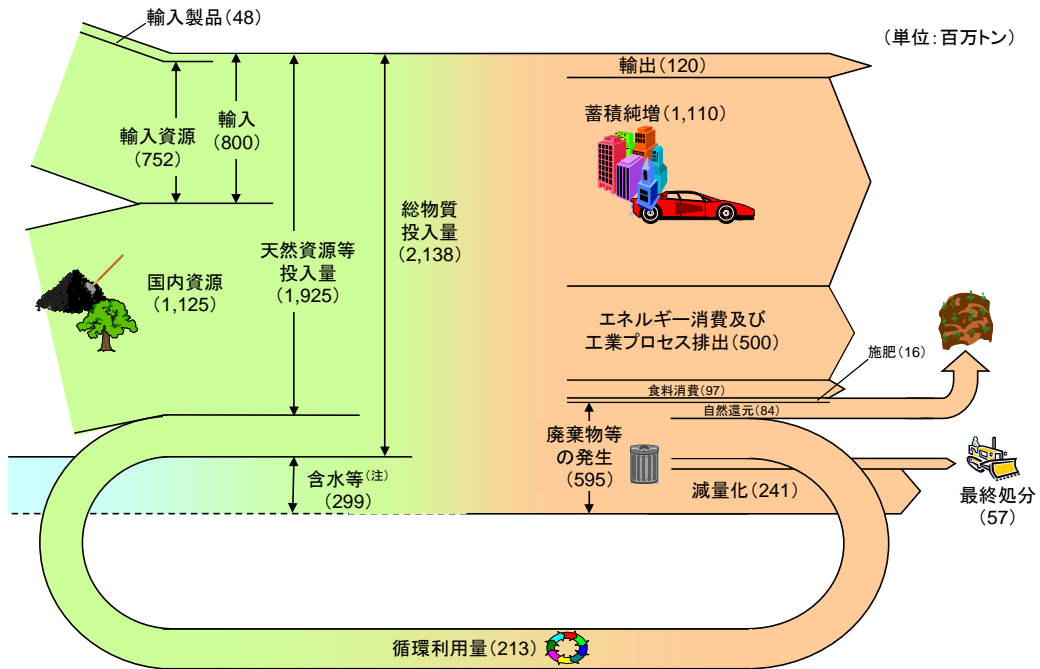 輸入製品(48)
(単位:百万トン)
輸出(120)
蓄積純増(1,110)
輸入資源
(752)
輸入
(800)
総物質
投入量
(2,138)
天然資源等
投入量
(1,925)
国内資源
(1,125)
エネルギー消費及び
工業プロセス排出(500)
施肥(16)
食料消費(97)
自然還元(84)
廃棄物等
の発生
(595)
含水等(注)
(299)
減量化(241)
最終処分
(57)
循環利用量(213)